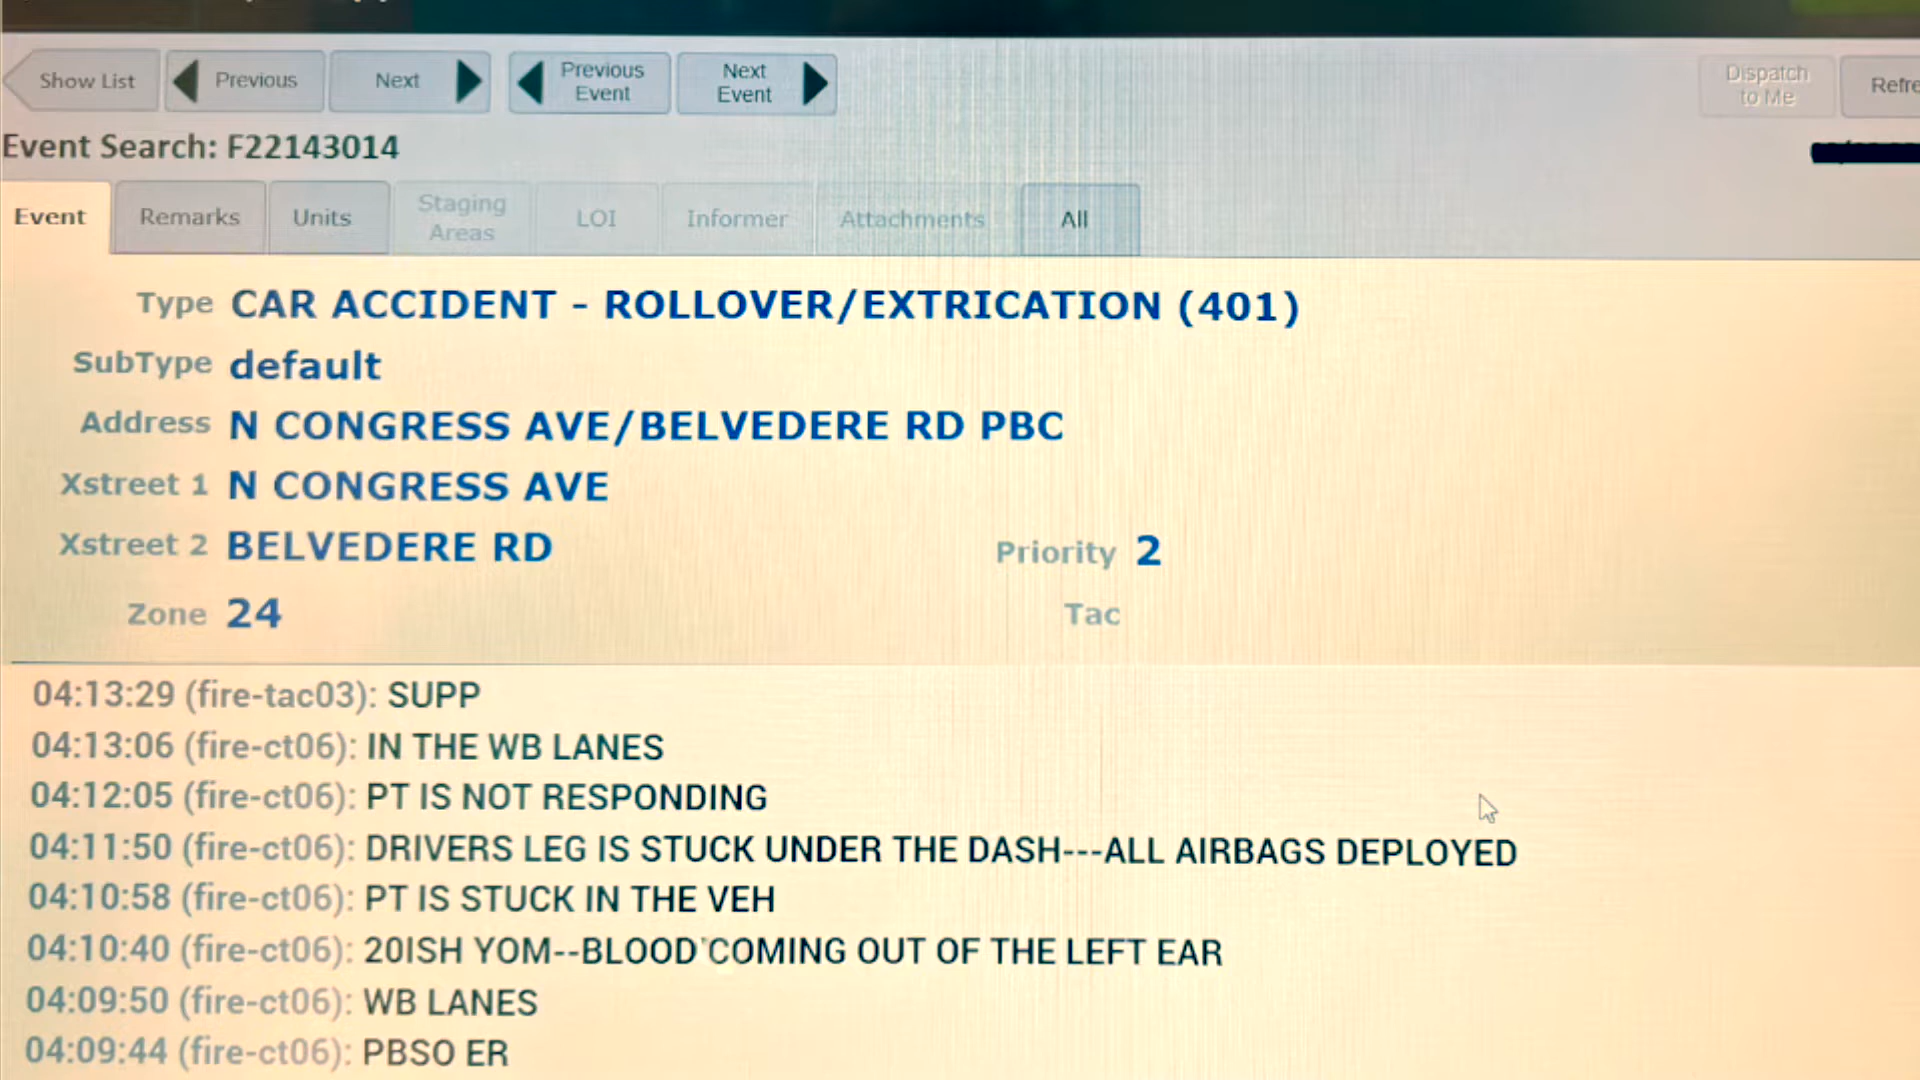 Show List
Previous
Next
Previous Event
Next Event
Dispatch to Me
Event Search: F22143014
Event
Remarks
Units
Staging Areas
LOI
Informer
Attachments
All
Type CAR ACCIDENT - ROLLOVER/EXTRICATION (401)
SubType default
Address N CONGRESS AVE/BELVEDERE RD PBC
Xstreet 1 N CONGRESS AVE
Xstreet 2 BELVEDERE RD
Priority 2
Zone 24
Tac
04:13:29 (fire-tac03): SUPP
04:13:06 (fire-ct06): IN THE WB LANES
04:12:05 (fire-ct06): PT IS NOT RESPONDING
04:11:50 (fire-ct06): DRIVERS LEG IS STUCK UNDER THE DASH---ALL AIRBAGS DEPLOYED
04:10:58 (fire-ct06): PT IS STUCK IN THE VEH
04:10:40 (fire-ct06): 20ISH YOM--BLOOD COMING OUT OF THE LEFT EAR
04:09:50 (fire-ct06): WB LANES
04:09:44 (fire-ct06): PBSO ER